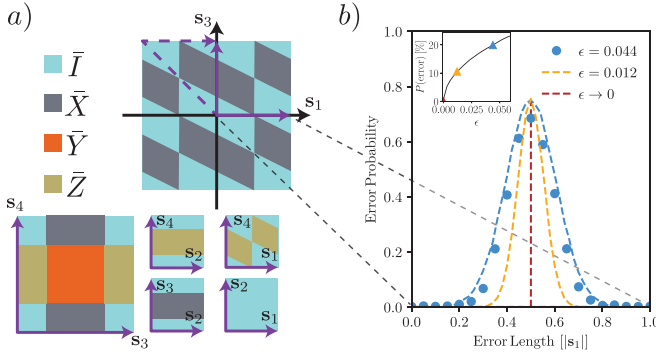 a)
Ī
X̄
Ȳ
Z̄
s₃
s₁
s₄
s₃
s₄
s₂
s₄
s₁
s₃
s₂
s₂
s₁
b)
Error Probability
1.0
0.8
0.6
0.4
0.2
0.0
0.0 0.2 0.4 0.6 0.8 1.0
Error Length [|s₁|]
P(error) [%]
20
10
0
0.000 0.025 0.050
ϵ
ϵ = 0.044
ϵ = 0.012
ϵ → 0